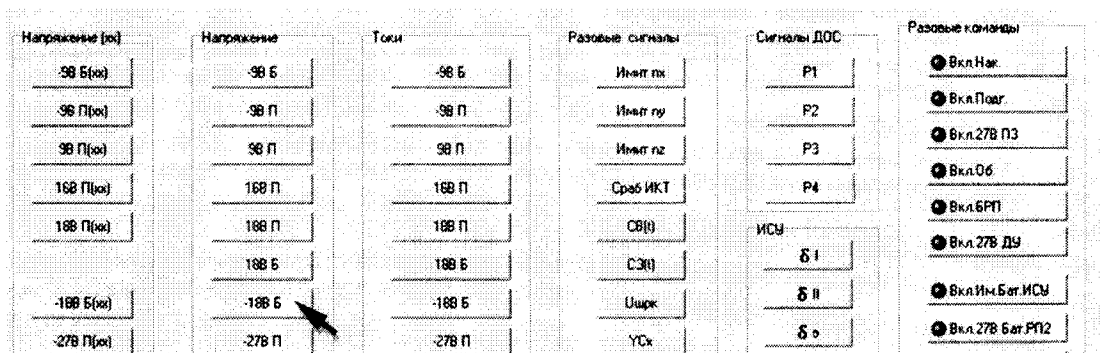 Напряжение (хх)
-9В Б(хх)
-9В П(хх)
9В П(хх)
16В П(хх)
18В П(хх)
-18В Б(хх)
-27В П(хх)
Напряжение
-9В Б
-9В П
9В П
16В П
18В П
18В Б
-18В Б
-27В П
Токи
-9В Б
-9В П
9В П
16В П
18В П
18В Б
-18В Б
-27В П
Разовые сигналы
Имит nx
Имит ny
Имит nz
Сраб ИКТ
СВ(t)
СЗ(t)
Uшрк
YCx
Сигналы ДОС
Р1
Р2
Р3
Р4
ИСУ
δ I
δ II
δ э
Разовые команды
Вкл.Нак.
Вкл.Подг.
Вкл.27В ПЗ
Вкл.Об.
Вкл.БРП
Вкл.27В ДУ
Вкл.Им.Бат.ИСУ
Вкл.27В Бат.РП2